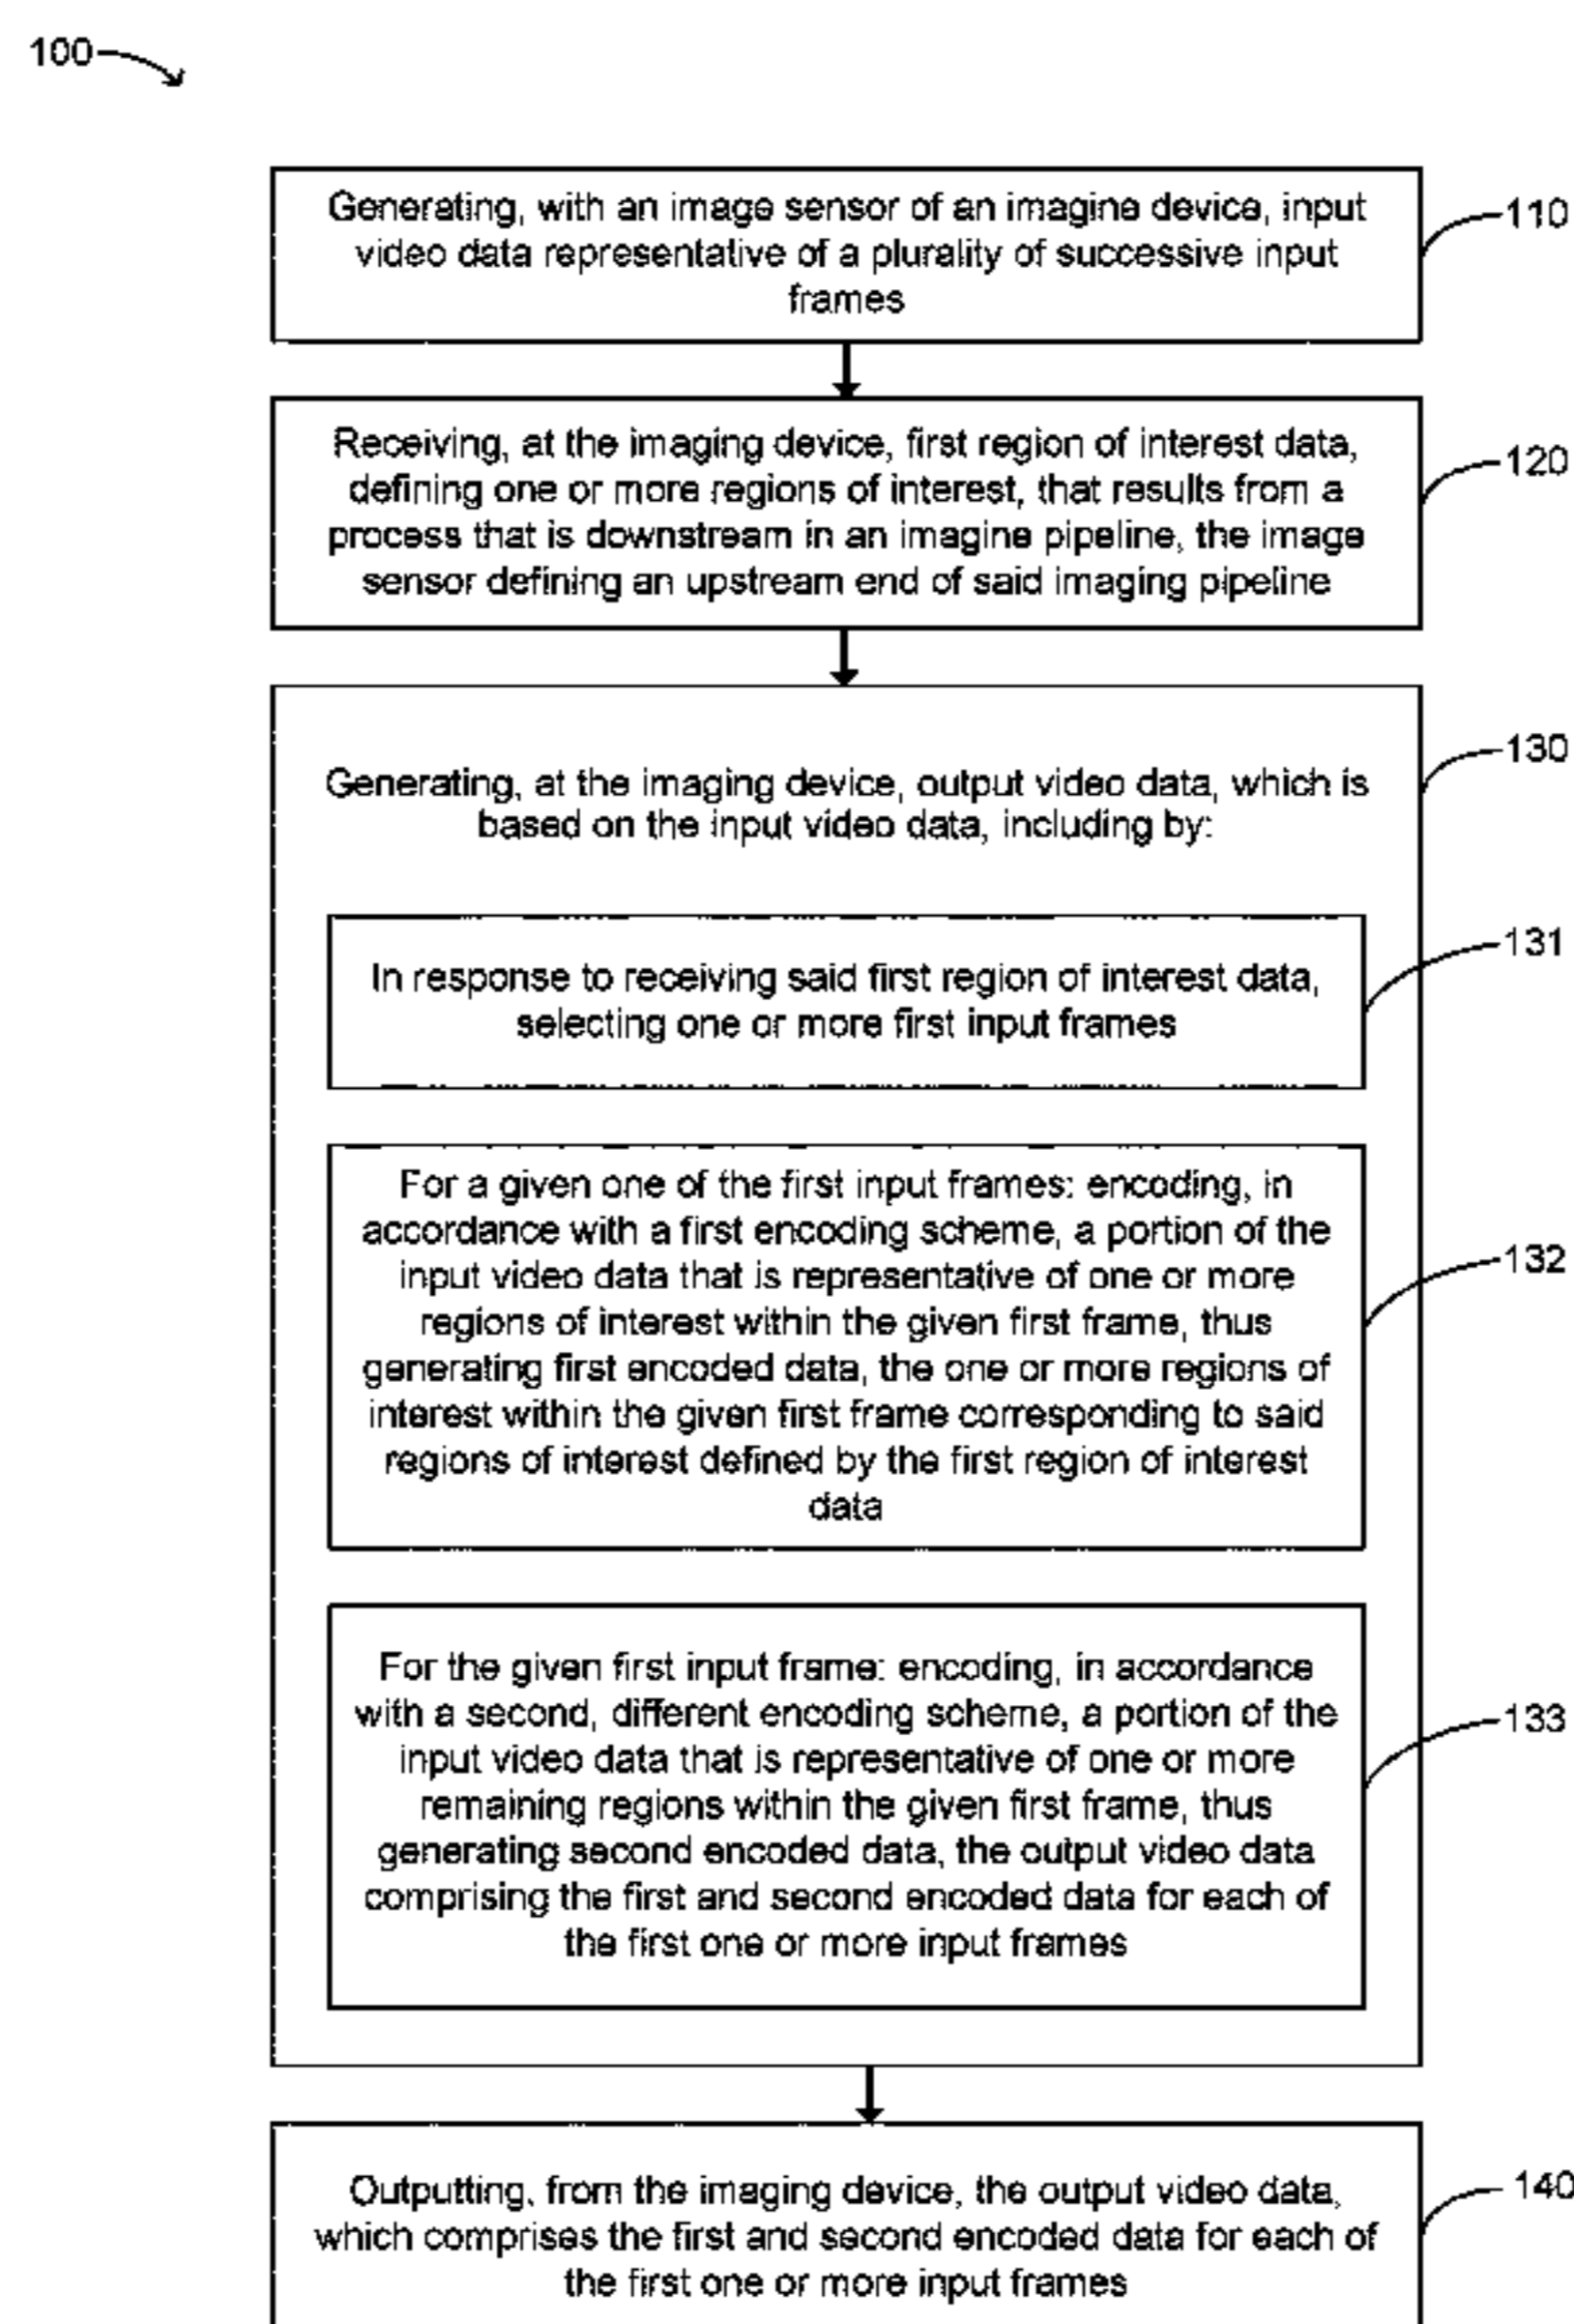 100
Generating, with an image sensor of an imagine device, input
video data representative of a plurality of successive input
frames
110
Receiving, at the imaging device, first region of interest data,
defining one or more regions of interest, that results from a
process that is downstream in an imagine pipeline, the image
sensor defining an upstream end of said imaging pipeline
120
Generating, at the imaging device, output video data, which is
based on the input video data, including by:
130
In response to receiving said first region of interest data,
selecting one or more first input frames
131
For a given one of the first input frames: encoding, in
accordance with a first encoding scheme, a portion of the
input video data that is representative of one or more
regions of interest within the given first frame, thus
generating first encoded data, the one or more regions of
interest within the given first frame corresponding to said
regions of interest defined by the first region of interest
data
132
For the given first input frame: encoding, in accordance
with a second, different encoding scheme, a portion of the
input video data that is representative of one or more
remaining regions within the given first frame, thus
generating second encoded data, the output video data
comprising the first and second encoded data for each of
the first one or more input frames
133
Outputting, from the imaging device, the output video data,
which comprises the first and second encoded data for each of
the first one or more input frames
140